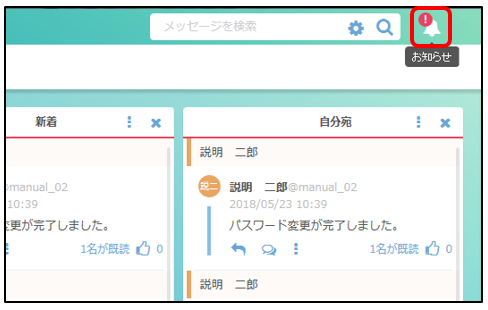 メッセージを検索
!
お知らせ
新着
自分宛
説明　二郎
@manual_02
10:39
変更が完了しました。
1名が既読 0
説二 説明　二郎@manual_02
2018/05/23 10:39
パスワード変更が完了しました。
1名が既読 0
説明　二郎